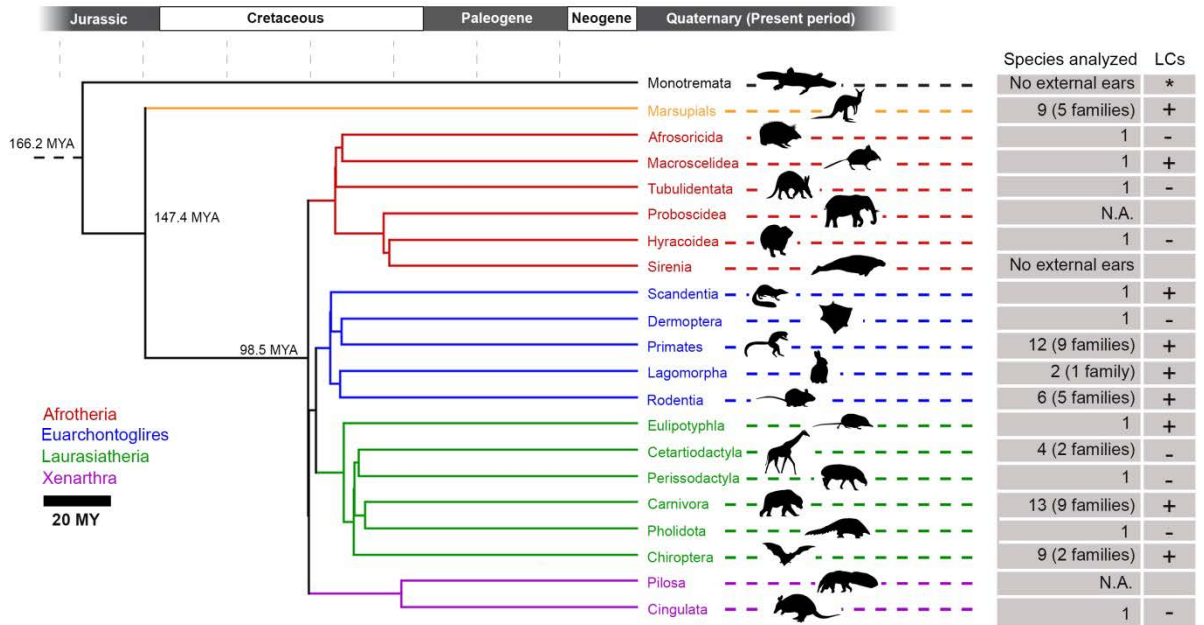 Jurassic Cretaceous Paleogene Neogene Quaternary (Present period)
Species analyzed LCs
Monotremata No external ears *
Marsupials 9 (5 families) +
Afrosoricida 1 -
166.2 MYA
Macroscelidea 1 +
Tubulidentata 1 -
147.4 MYA
Proboscidea N.A.
Hyracoidea 1 -
Sirenia No external ears
Scandentia 1 +
Dermoptera 1 -
98.5 MYA
Primates 12 (9 families) +
Lagomorpha 2 (1 family) +
Rodentia 6 (5 families) +
Afrotheria
Euarchontoglires
Laurasiatheria
Xenarthra
20 MY
Eulipotyphla 1 +
Cetartiodactyla 4 (2 families) -
Perissodactyla 1 -
Carnivora 13 (9 families) +
Pholidota 1 -
Chiroptera 9 (2 families) +
Pilosa N.A.
Cingulata 1 -